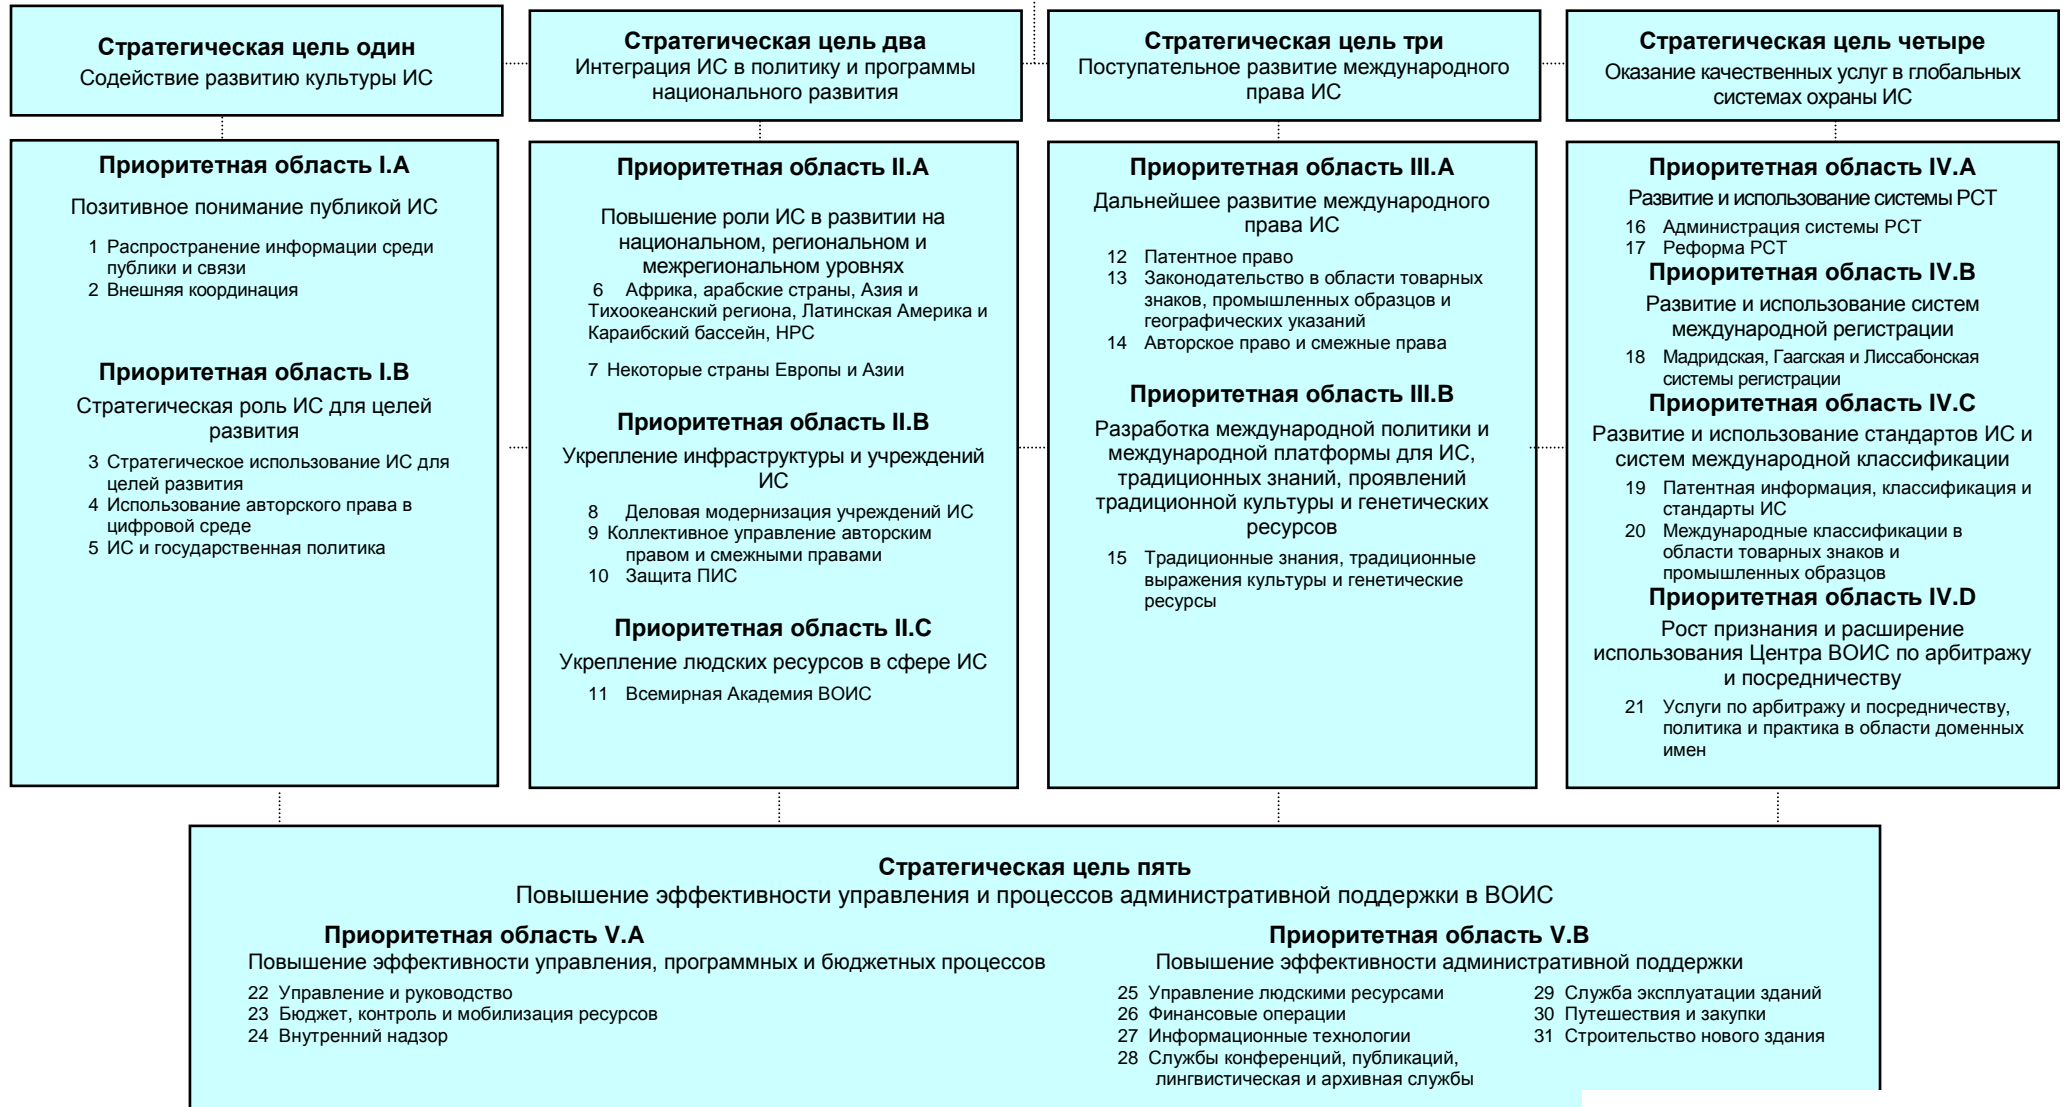 Стратегическая цель один
Содействие развитию культуры ИС
Стратегическая цель два
Интеграция ИС в политику и программы
национального развития
Стратегическая цель три
Поступательное развитие международного
права ИС
Стратегическая цель четыре
Оказание качественных услуг в глобальных
системах охраны ИС
Приоритетная область I.A
Позитивное понимание публикой ИС
1 Распространение информации среди
публики и связи
2 Внешняя координация
Приоритетная область I.B
Стратегическая роль ИС для целей
развития
3 Стратегическое использование ИС для
целей развития
4 Использование авторского права в
цифровой среде
5 ИС и государственная политика
Приоритетная область II.A
Повышение роли ИС в развитии на
национальном, региональном и
межрегиональном уровнях
6 Африка, арабские страны, Азия и
Тихоокеанский региона, Латинская Америка и
Караибский бассейн, НРС
7 Некоторые страны Европы и Азии
Приоритетная область II.B
Укрепление инфраструктуры и учреждений
ИС
8 Деловая модернизация учреждений ИС
9 Коллективное управление авторским
правом и смежными правами
10 Защита ПИС
Приоритетная область II.C
Укрепление людских ресурсов в сфере ИС
11 Всемирная Академия ВОИС
Приоритетная область III.A
Дальнейшее развитие международного
права ИС
12 Патентное право
13 Законодательство в области товарных
знаков, промышленных образцов и
географических указаний
14 Авторское право и смежные права
Приоритетная область III.B
Разработка международной политики и
международной платформы для ИС,
традиционных знаний, проявлений
традиционной культуры и генетических
ресурсов
15 Традиционные знания, традиционные
выражения культуры и генетические
ресурсы
Приоритетная область IV.A
Развитие и использование системы РСТ
16 Администрация системы РСТ
17 Реформа РСТ
Приоритетная область IV.B
Развитие и использование систем
международной регистрации
18 Мадридская, Гаагская и Лиссабонская
системы регистрации
Приоритетная область IV.C
Развитие и использование стандартов ИС и
систем международной классификации
19 Патентная информация, классификация и
стандарты ИС
20 Международные классификации в
области товарных знаков и
промышленных образцов
Приоритетная область IV.D
Рост признания и расширение
использования Центра ВОИС по арбитражу
и посредничеству
21 Услуги по арбитражу и посредничеству,
политика и практика в области доменных
имен
Стратегическая цель пять
Повышение эффективности управления и процессов административной поддержки в ВОИС
Приоритетная область V.A
Повышение эффективности управления, программных и бюджетных процессов
22 Управление и руководство
23 Бюджет, контроль и мобилизация ресурсов
24 Внутренний надзор
Приоритетная область V.B
Повышение эффективности административной поддержки
25 Управление людскими ресурсами
26 Финансовые операции
27 Информационные технологии
28 Службы конференций, публикаций,
лингвистическая и архивная службы
29 Служба эксплуатации зданий
30 Путешествия и закупки
31 Строительство нового здания